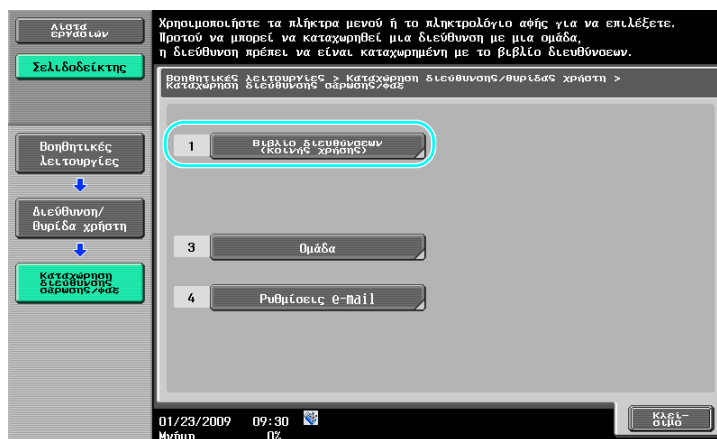 Λίστα
εργασιών
Σελιδοδείκτης
Χρησιμοποιήστε τα πλήκτρα μενού ή το πληκτρολόγιο αφής για να επιλέξετε.
Προτού να μπορεί να καταχωρηθεί μια διεύθυνση με μια ομάδα,
η διεύθυνση πρέπει να είναι καταχωρημένη με το βιβλίο διευθύνσεων.
Βοηθητικές λειτουργίες > Καταχώρηση διεύθυνσης/θυρίδας χρήστη >
Καταχώρηση διεύθυνσης σάρωσης/φαξ
Βοηθητικές
λειτουργίες
Διεύθυνση/
θυρίδα χρήστη
Καταχώρηση
διεύθυνσης
σάρωσης/φαξ
1 Βιβλίο διευθύνσεων
(κοινής χρήσης)
3 Ομάδα
4 Ρυθμίσεις e-mail
01/23/2009 09:30
Μνήμη 0%
Κλεί-
σιμο